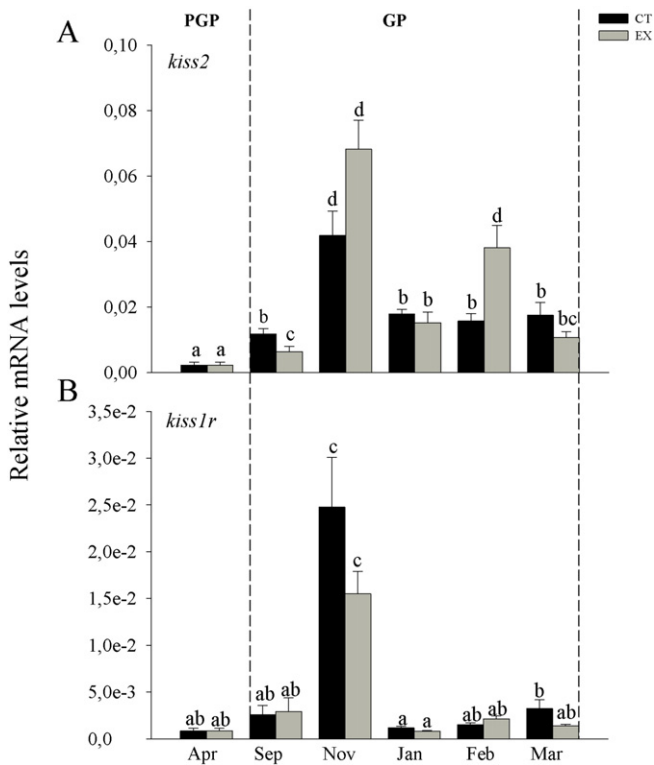 PGP GP
CT
EX
A
kiss2
0,10
0,08
0,06
0,04
0,02
0,00
a a b c d d b b b d b bc
Relative mRNA levels
B
kiss1r
3,5e-2
3,0e-2
2,5e-2
2,0e-2
1,5e-2
1,0e-2
5,0e-3
0,0
ab ab ab ab c c a a ab ab b ab
Apr Sep Nov Jan Feb Mar